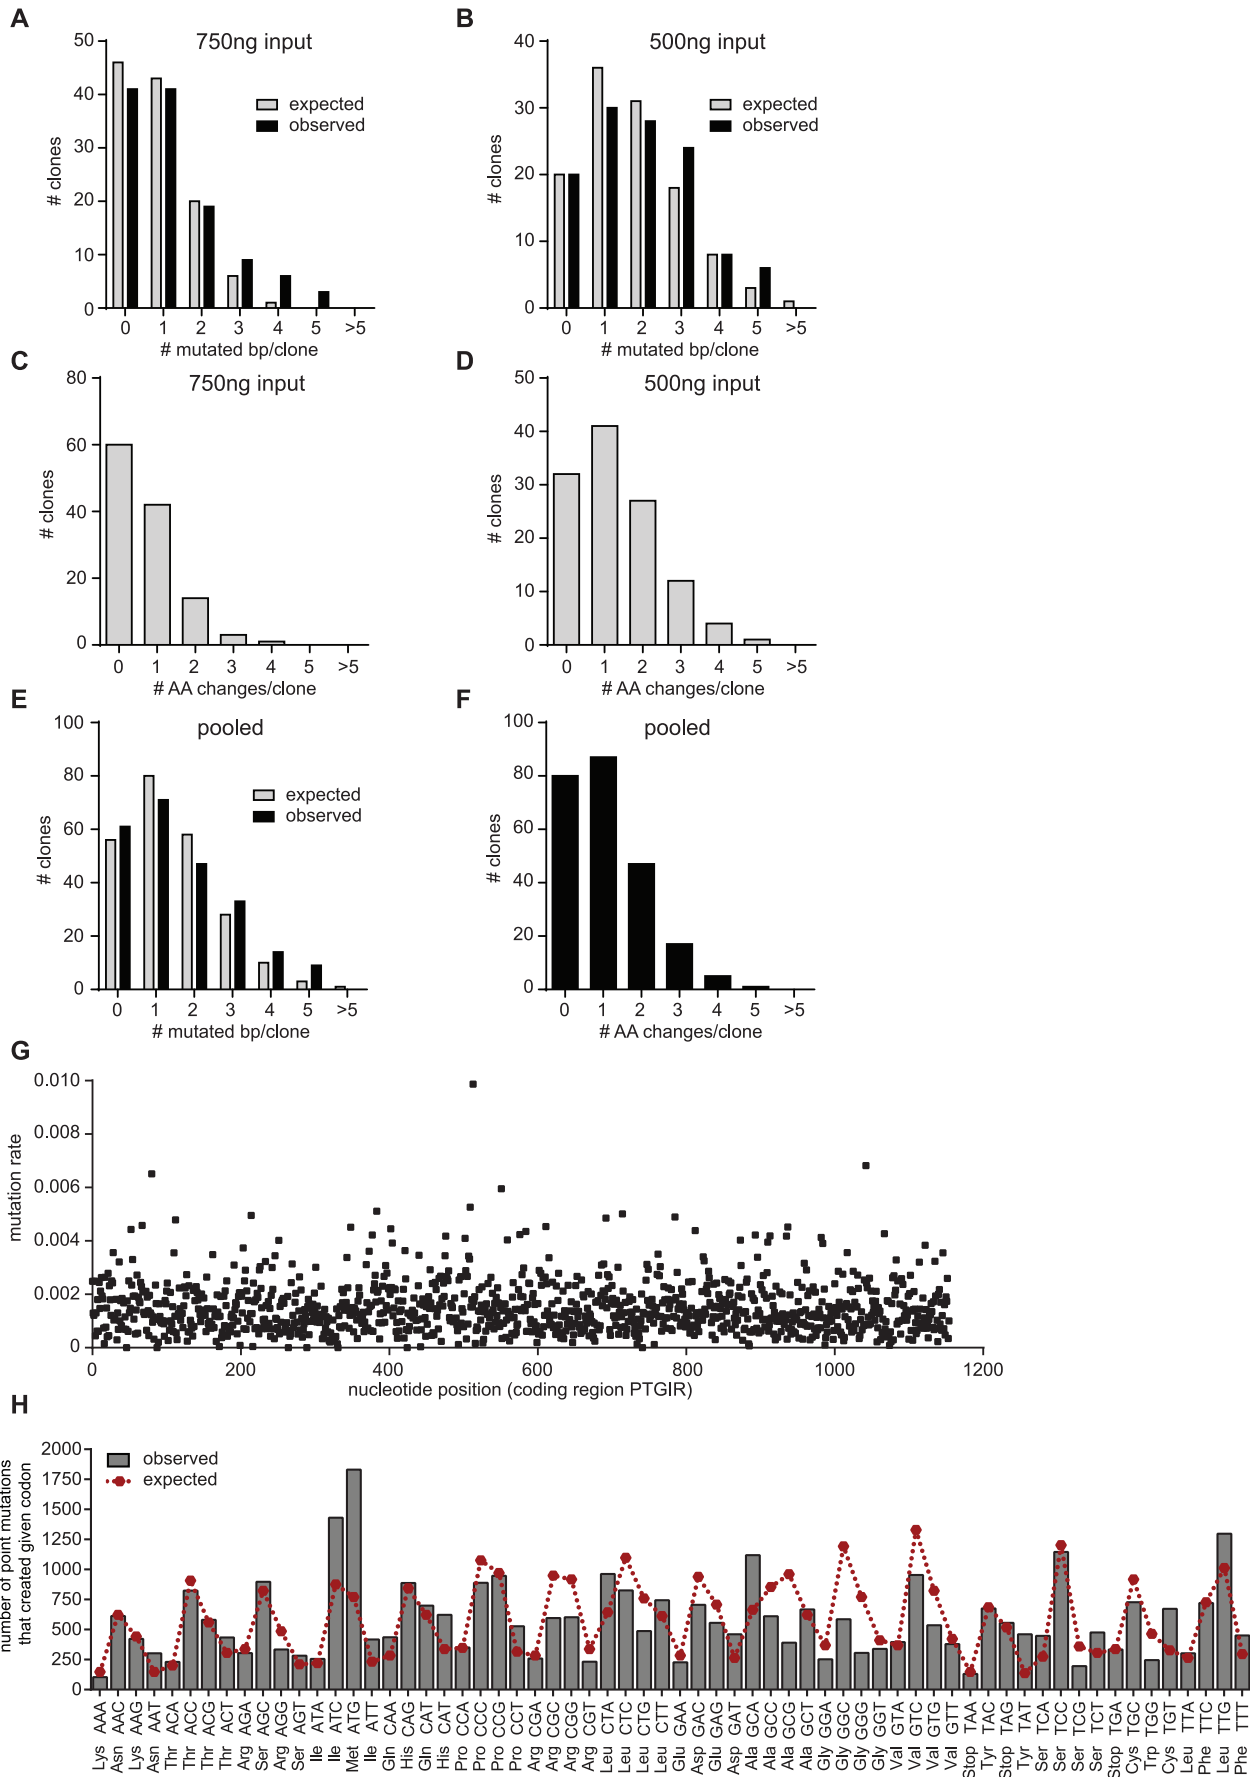 A
750ng input
50
40
30
20
10
0
# clones
expected
observed
0 1 2 3 4 5 >5
# mutated bp/clone
B
500ng input
40
30
20
10
0
# clones
expected
observed
0 1 2 3 4 5 >5
# mutated bp/clone
C
750ng input
80
60
40
20
0
# clones
0 1 2 3 4 5 >5
# AA changes/clone
D
500ng input
50
40
30
20
10
0
# clones
0 1 2 3 4 5 >5
# AA changes/clone
E
pooled
100
80
60
40
20
0
# clones
expected
observed
0 1 2 3 4 5 >5
# mutated bp/clone
F
pooled
100
80
60
40
20
0
# clones
0 1 2 3 4 5 >5
# AA changes/clone
G
0.010
0.008
0.006
0.004
0.002
0
mutation rate
0 200 400 600 800 1000 1200
nucleotide position (coding region PTGIR)
H
2000
1750
1500
1250
1000
750
500
250
0
number of point mutations
that created given codon
observed
expected
Lys AAA
Asn AAC
Lys AAG
Asn AAT
Thr ACA
Thr ACC
Thr ACG
Thr ACT
Arg AGA
Ser AGC
Arg AGG
Ser AGT
Ile ATA
Ile ATC
Met ATG
Ile ATT
Gln CAA
His CAG
Gln CAT
His CAT
Pro CCA
Pro CCC
Pro CCG
Pro CCT
Arg CGA
Arg CGC
Arg CGG
Arg CGT
Leu CTA
Leu CTC
Leu CTG
Leu CTT
Glu GAA
Asp GAC
Glu GAG
Asp GAT
Ala GCA
Ala GCC
Ala GCG
Ala GCT
Gly GGA
Gly GGC
Gly GGG
Gly GGT
Val GTA
Val GTC
Val GTG
Val GTT
Stop TAA
Tyr TAC
Stop TAG
Tyr TAT
Ser TCA
Ser TCC
Ser TCG
Ser TCT
Stop TGA
Cys TGC
Trp TGG
Cys TGT
Leu TTA
Phe TTC
Leu TTG
Phe TTT